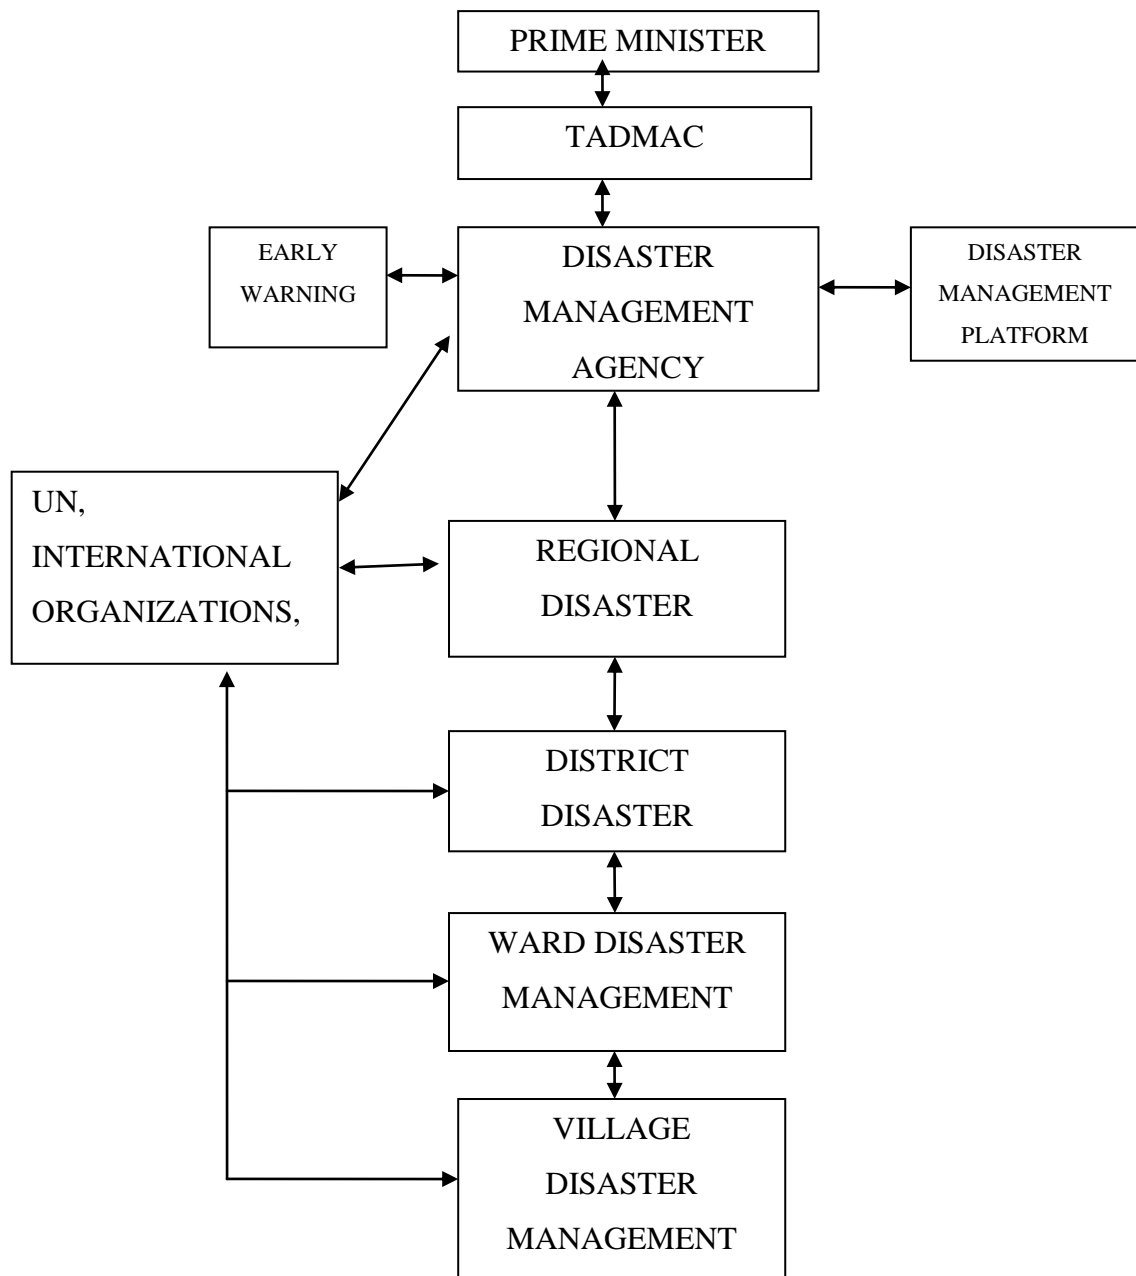 PRIME MINISTER
TADMAC
EARLY
WARNING
DISASTER
MANAGEMENT
AGENCY
DISASTER
MANAGEMENT
PLATFORM
UN,
INTERNATIONAL
ORGANIZATIONS,
REGIONAL
DISASTER
DISTRICT
DISASTER
WARD DISASTER
MANAGEMENT
VILLAGE
DISASTER
MANAGEMENT